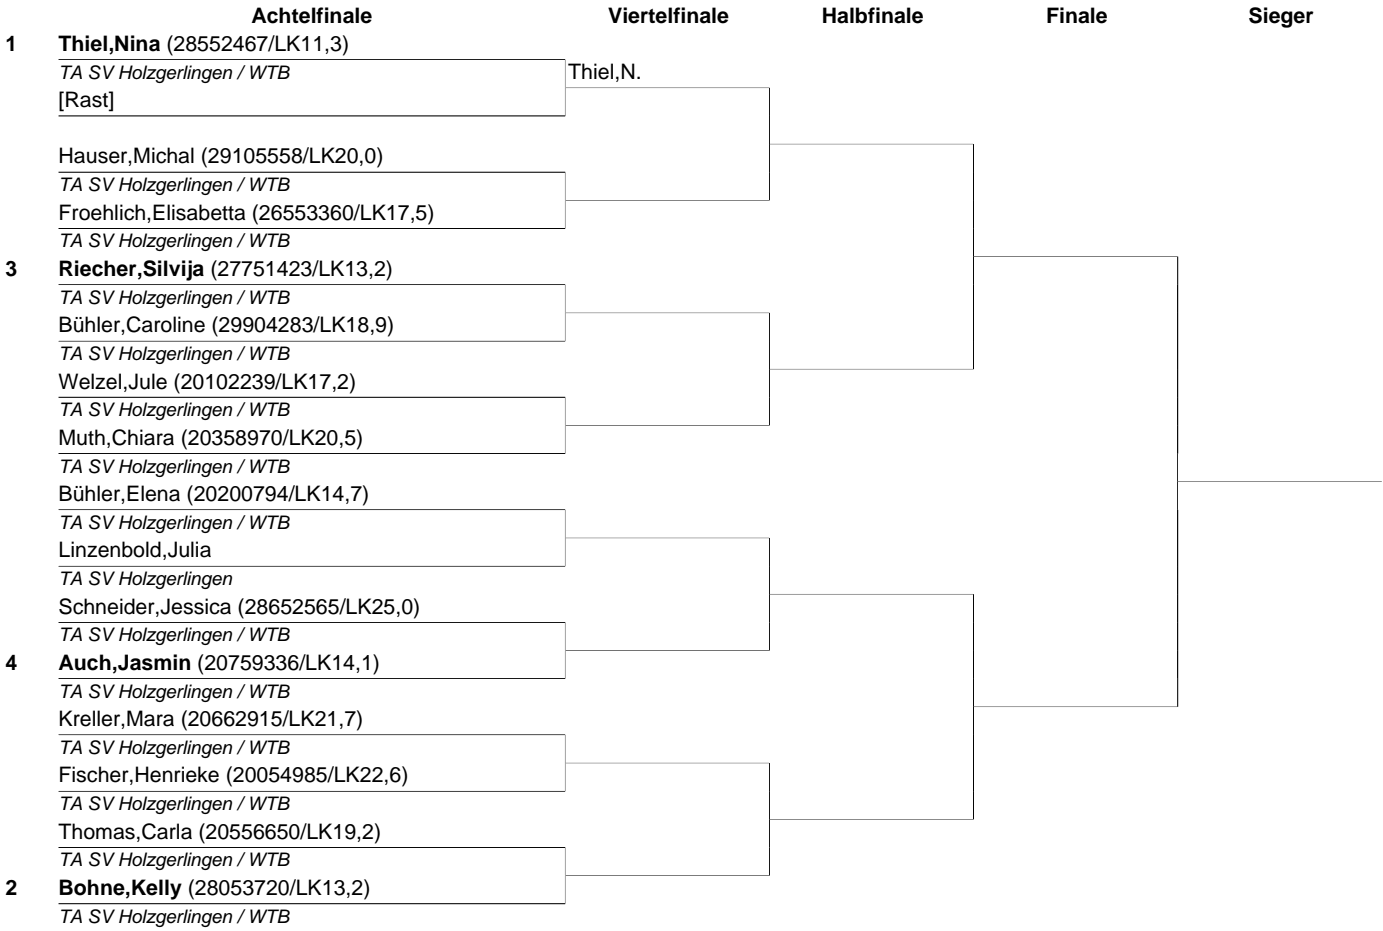 Achtelfinale Viertelfinale Halbfinale Finale Sieger
1 Thiel,Nina (28552467/LK11,3)
TA SV Holzgerlingen / WTB Thiel,N.
[Rast]
Hauser,Michal (29105558/LK20,0)
TA SV Holzgerlingen / WTB
Froehlich,Elisabetta (26553360/LK17,5)
TA SV Holzgerlingen / WTB
3 Riecher,Silvija (27751423/LK13,2)
TA SV Holzgerlingen / WTB
Bühler,Caroline (29904283/LK18,9)
TA SV Holzgerlingen / WTB
Welzel,Jule (20102239/LK17,2)
TA SV Holzgerlingen / WTB
Muth,Chiara (20358970/LK20,5)
TA SV Holzgerlingen / WTB
Bühler,Elena (20200794/LK14,7)
TA SV Holzgerlingen / WTB
Linzenbold,Julia
TA SV Holzgerlingen
Schneider,Jessica (28652565/LK25,0)
TA SV Holzgerlingen / WTB
4 Auch,Jasmin (20759336/LK14,1)
TA SV Holzgerlingen / WTB
Kreller,Mara (20662915/LK21,7)
TA SV Holzgerlingen / WTB
Fischer,Henrieke (20054985/LK22,6)
TA SV Holzgerlingen / WTB
Thomas,Carla (20556650/LK19,2)
TA SV Holzgerlingen / WTB
2 Bohne,Kelly (28053720/LK13,2)
TA SV Holzgerlingen / WTB